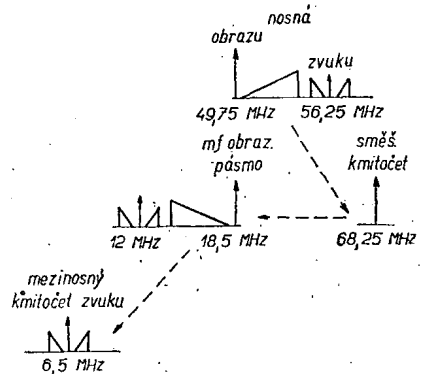 nosná
obrazu
zvuku
49,75 MHz 56,25 MHz
mf obraz.
pásmo
směš.
kmitočet
12 MHz 18,5 MHz
68,25 MHz
mezinosný
kmitočet zvuku
6,5 MHz